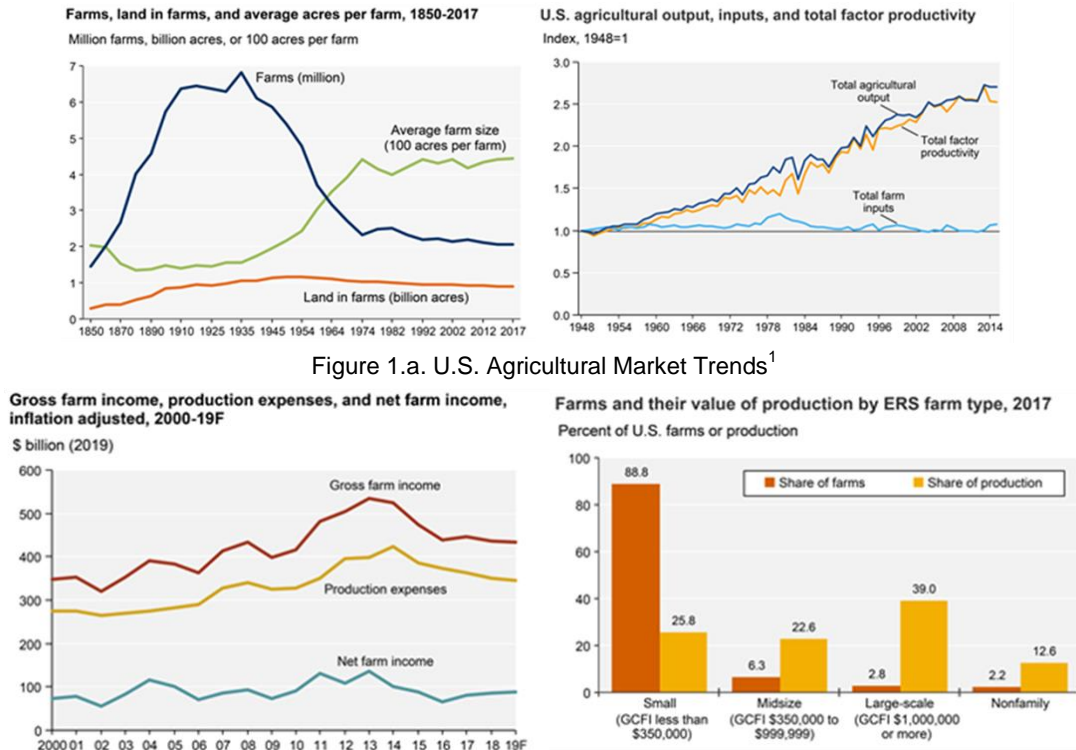 Farms, land in farms, and average acres per farm, 1850-2017
Million farms, billion acres, or 100 acres per farm
7
6
5
4
3
2
1
0
Farms (million)
Average farm size
(100 acres per farm)
Land in farms (billion acres)
1850 1870 1890 1910 1925 1935 1945 1954 1964 1974 1982 1992 2002 2012 2017
U.S. agricultural output, inputs, and total factor productivity
Index, 1948=1
3.0
2.5
2.0
1.5
1.0
0.5
0.0
Total agricultural
output
Total factor
productivity
Total farm
inputs
1948 1954 1960 1966 1972 1978 1984 1990 1996 2002 2008 2014
Figure 1.a. U.S. Agricultural Market Trends1
Gross farm income, production expenses, and net farm income,
inflation adjusted, 2000-19F
$ billion (2019)
600
500
400
300
200
100
0
Gross farm income
Production expenses
Net farm income
2000 01 02 03 04 05 06 07 08 09 10 11 12 13 14 15 16 17 18 19F
Farms and their value of production by ERS farm type, 2017
Percent of U.S. farms or production
100
80
60
40
20
0
Share of farms
Share of production
88.8
25.8
6.3
22.6
2.8
39.0
2.2
12.6
Small
(GCFI less than
$350,000)
Midsize
(GCFI $350,000 to
$999,999)
Large-scale
(GCFI $1,000,000
or more)
Nonfamily